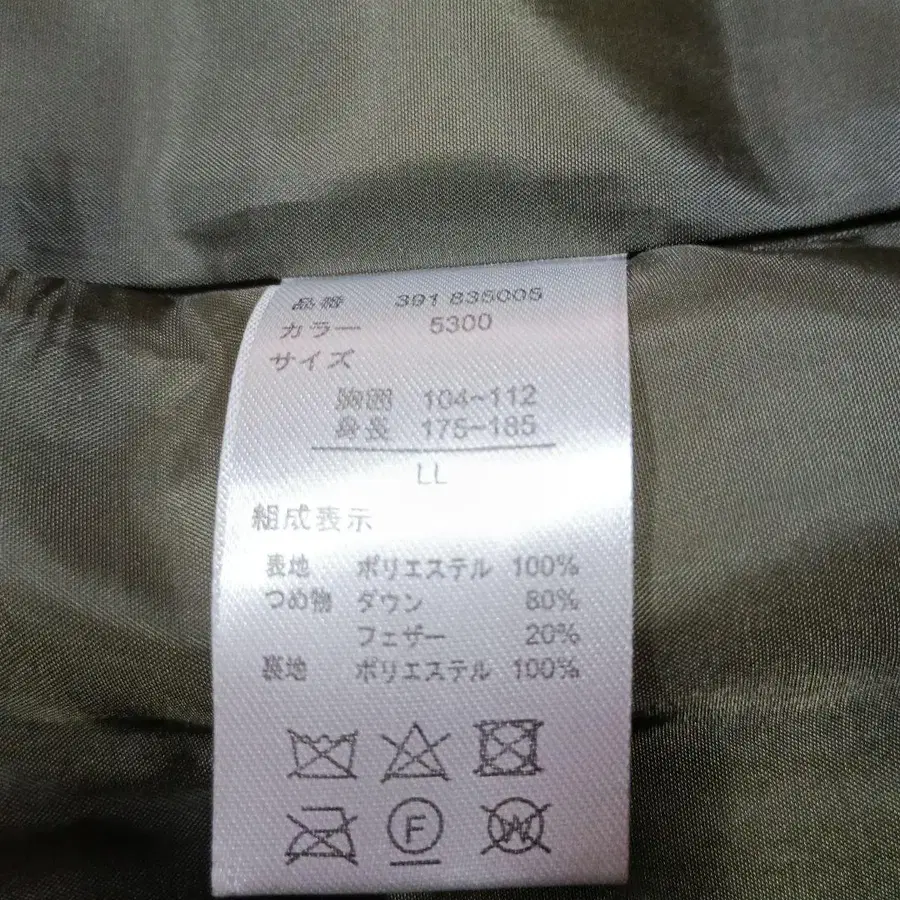 品番 391 835005
カラー 5300
サイズ
胸囲 104~112
身長 175~185
LL
組成表示
表地 ポリエステル 100%
つめ物 ダウン 80%
フェザー 20%
裏地 ポリエステル 100%
F
W